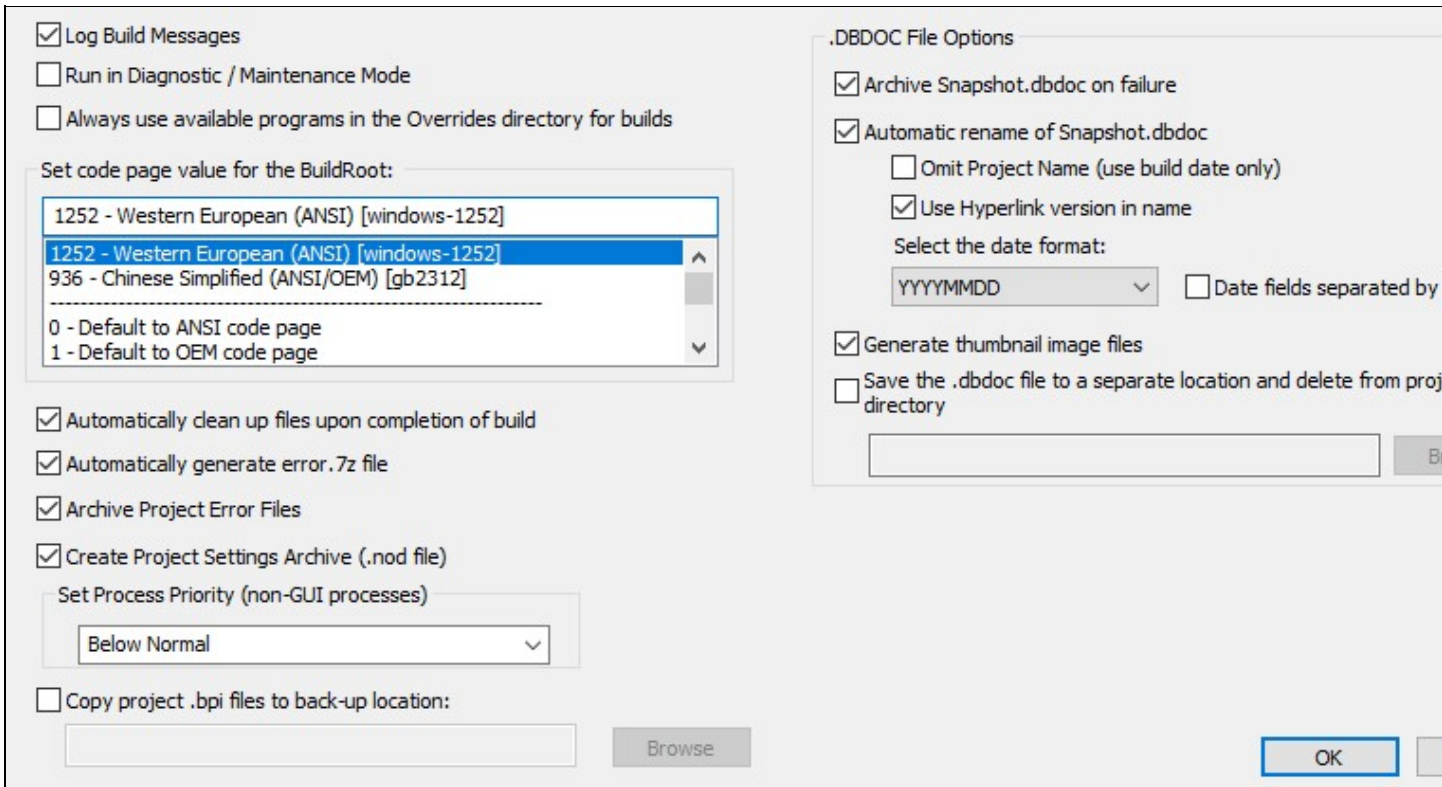 Log Build Messages
Run in Diagnostic / Maintenance Mode
Always use available programs in the Overrides directory for builds
Set code page value for the BuildRoot:
1252 - Western European (ANSI) [windows-1252]
1252 - Western European (ANSI) [windows-1252]
936 - Chinese Simplified (ANSI/OEM) [gb2312]
------------------------------------------------------------
0 - Default to ANSI code page
1 - Default to OEM code page
Automatically clean up files upon completion of build
Automatically generate error.7z file
Archive Project Error Files
Create Project Settings Archive (.nod file)
Set Process Priority (non-GUI processes)
Below Normal
Copy project .bpi files to back-up location:
Browse
.DBDOC File Options
Archive Snapshot.dbdoc on failure
Automatic rename of Snapshot.dbdoc
Omit Project Name (use build date only)
Use Hyperlink version in name
Select the date format:
YYYYMMDD
Date fields separated by
Generate thumbnail image files
Save the .dbdoc file to a separate location and delete from
directory
OK